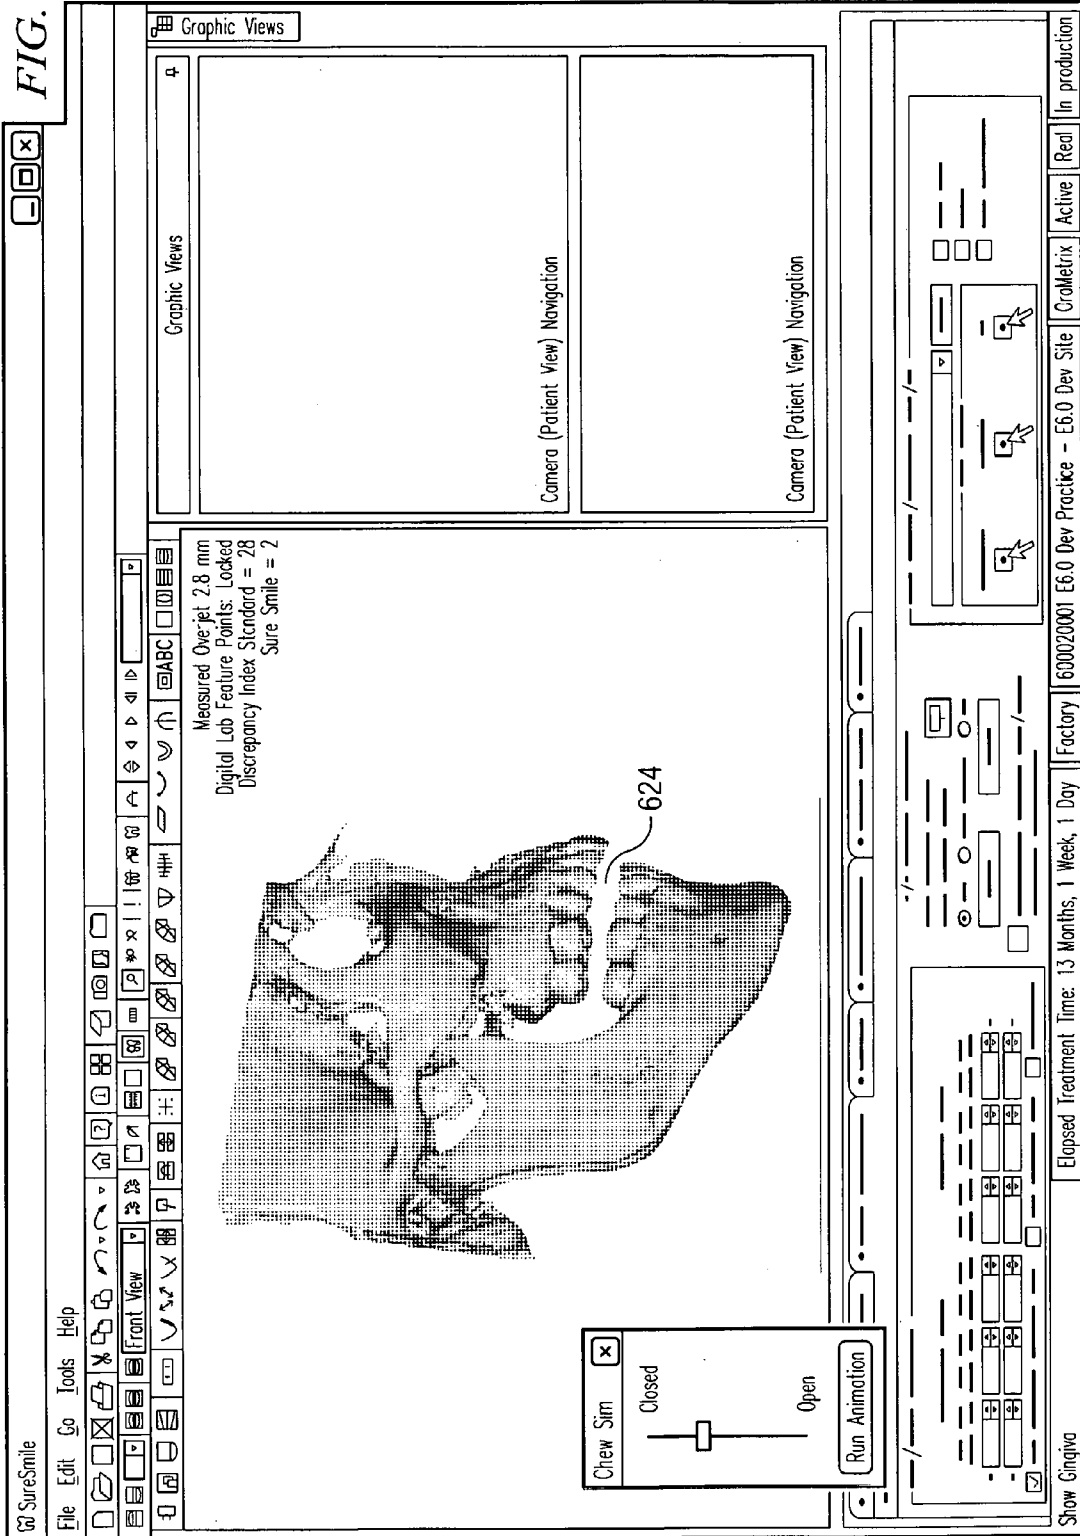 FIG.
SureSmile
File Edit Go Tools Help
Front View
ABC
Measured Overjet 2.8 mm
Digital Lab Feature Points: Locked
Discrepancy Index Standard = 28
Sure Smile = 2
624
Graphic Views
Graphic Views
Camera (Patient View) Navigation
Camera (Patient View) Navigation
Chew Sim
Closed
Open
Run Animation
Show Gingiva
Elapsed Treatment Time: 13 Months, 1 Week, 1 Day
Factory
600020001 E6.0 Dev Practice - E6.0 Dev Site
OraMetrix
Active
Real
In production